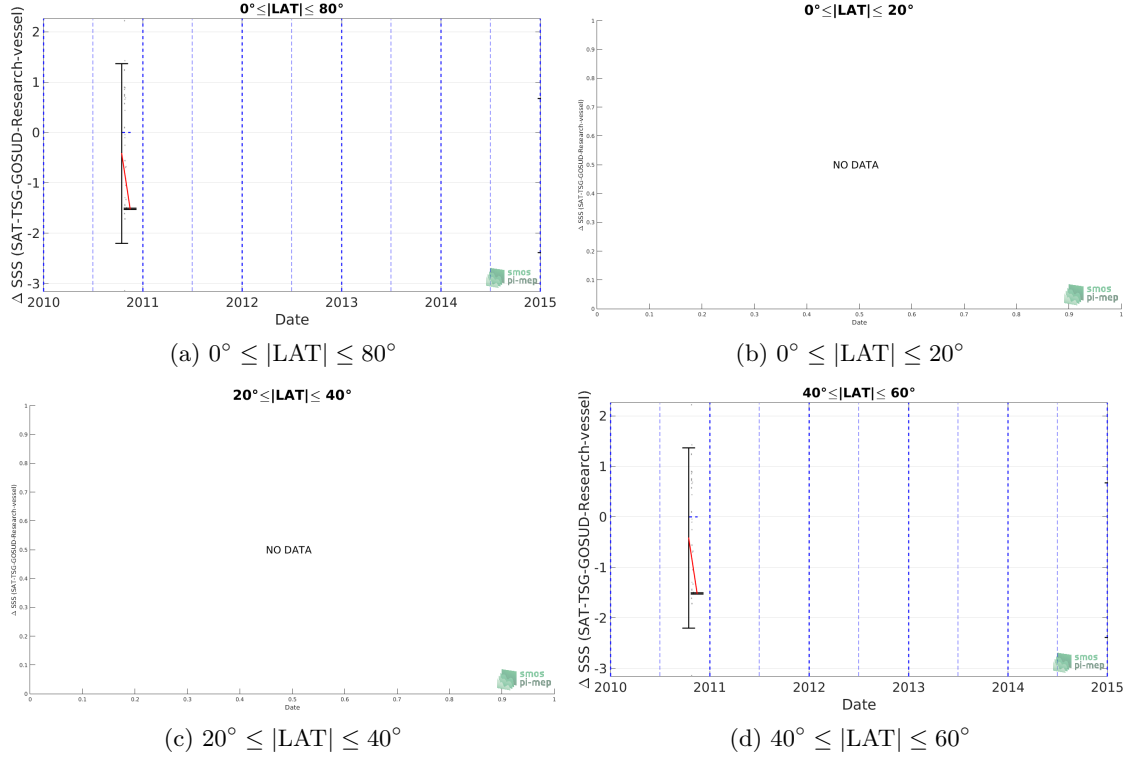 0°≤|LAT|≤ 80°
Δ SSS (SAT-TSG-GOSUD-Research-vessel)
2
1
0
-1
-2
-3
2010 2011 2012 2013 2014 2015
Date
smos
pi-mep
(a) 0° ≤ |LAT| ≤ 80°
0°≤|LAT|≤ 20°
Δ SSS (SAT-TSG-GOSUD-Research-vessel)
1
0.9
0.8
0.7
0.6
0.5
0.4
0.3
0.2
0.1
0
NO DATA
0 0.1 0.2 0.3 0.4 0.5 0.6 0.7 0.8 0.9 1
Date
smos
pi-mep
(b) 0° ≤ |LAT| ≤ 20°
20°≤|LAT|≤ 40°
Δ SSS (SAT-TSG-GOSUD-Research-vessel)
1
0.9
0.8
0.7
0.6
0.5
0.4
0.3
0.2
0.1
0
NO DATA
0 0.1 0.2 0.3 0.4 0.5 0.6 0.7 0.8 0.9 1
Date
smos
pi-mep
(c) 20° ≤ |LAT| ≤ 40°
40°≤|LAT|≤ 60°
Δ SSS (SAT-TSG-GOSUD-Research-vessel)
2
1
0
-1
-2
-3
2010 2011 2012 2013 2014 2015
Date
smos
pi-mep
(d) 40° ≤ |LAT| ≤ 60°